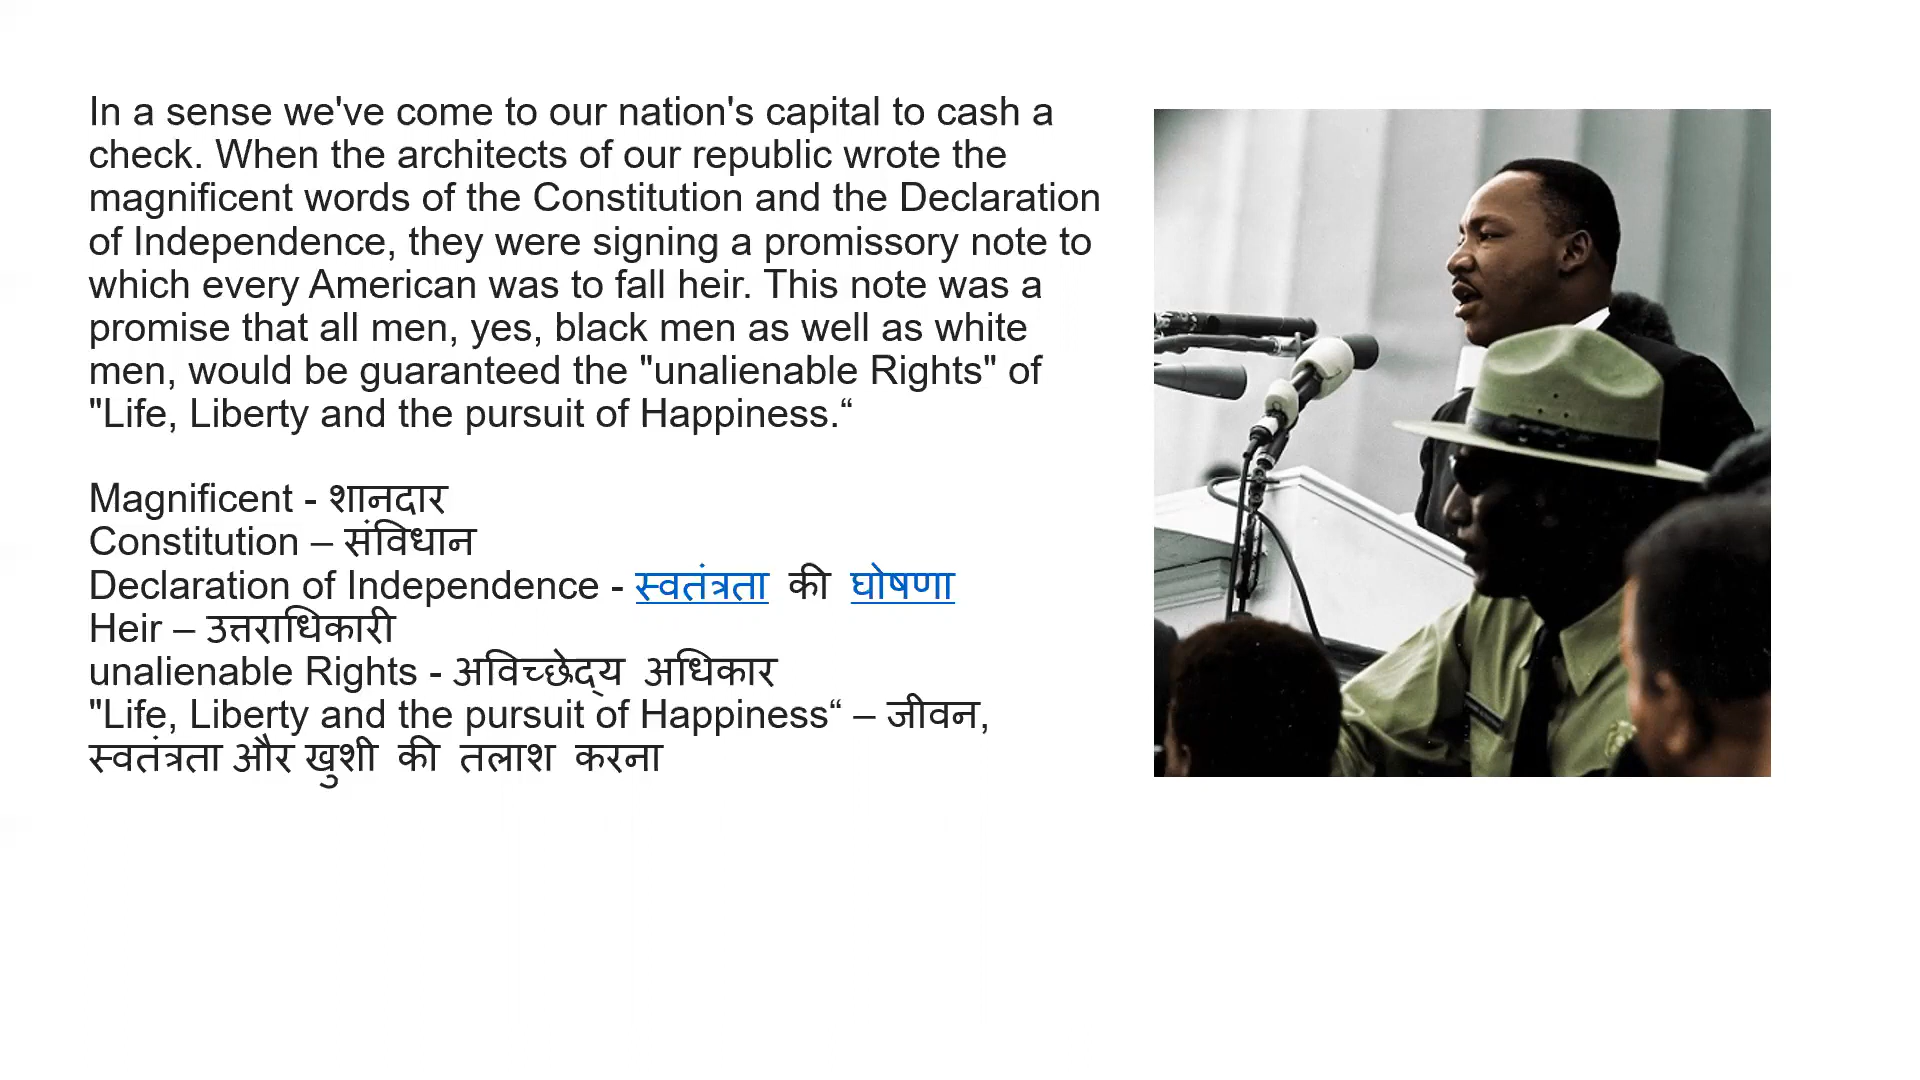 In a sense we've come to our nation's capital to cash a
check. When the architects of our republic wrote the
magnificent words of the Constitution and the Declaration
of Independence, they were signing a promissory note to
which every American was to fall heir. This note was a
promise that all men, yes, black men as well as white
men, would be guaranteed the "unalienable Rights" of
"Life, Liberty and the pursuit of Happiness.“
Magnificent - शानदार
Constitution – संविधान
Declaration of Independence - स्वतंत्रता की घोषणा
Heir – उत्तराधिकारी
unalienable Rights - अविच्छेद्य अधिकार
"Life, Liberty and the pursuit of Happiness“ – जीवन,
स्वतंत्रता और खुशी की तलाश करना